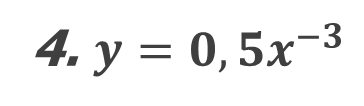 4. y = 0,5x⁻³